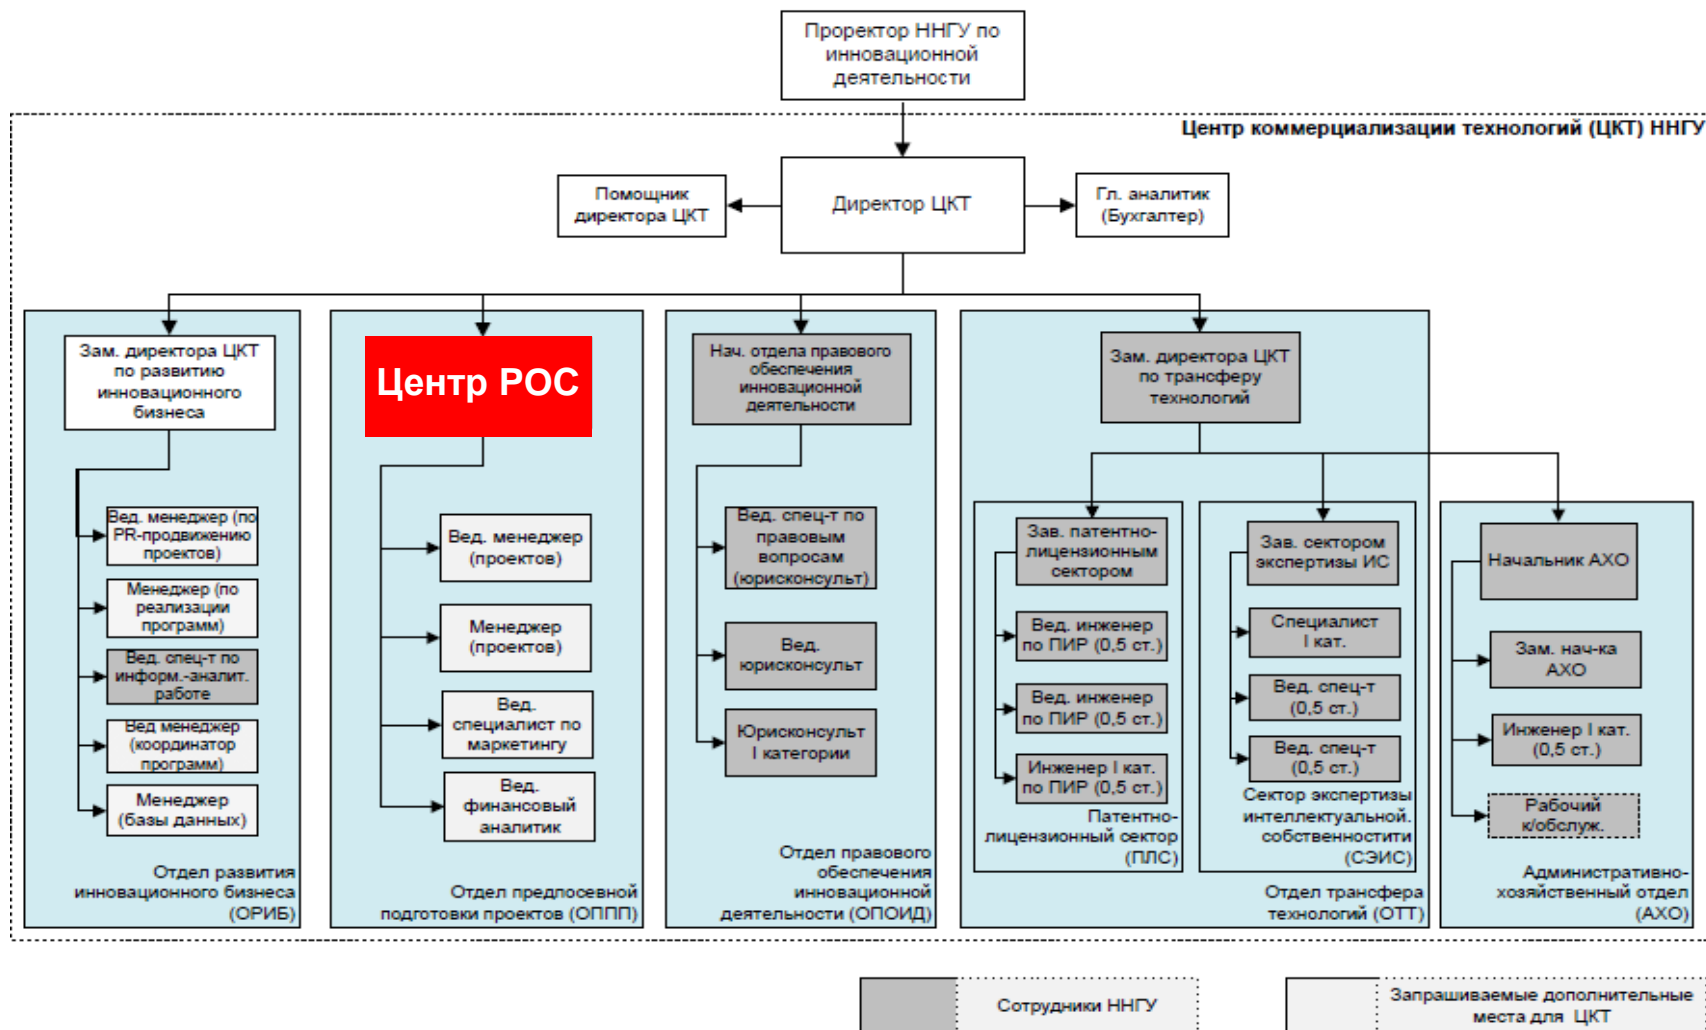 Проректор ННГУ по
инновационной
деятельности
Центр коммерциализации технологий (ЦКТ) ННГУ
Помощник
директора ЦКТ
Директор ЦКТ
Гл. аналитик
(Бухгалтер)
Зам. директора ЦКТ
по развитию
инновационного
бизнеса
Вед. менеджер (по
PR-продвижению
проектов)
Менеджер (по
реализации
программ)
Вед. спец-т по
информ.-аналит.
работе
Вед менеджер
(координатор
программ)
Менеджер
(базы данных)
Отдел развития
инновационного бизнеса
(ОРИБ)
Центр РОС
Вед. менеджер
(проектов)
Менеджер
(проектов)
Вед.
специалист по
маркетингу
Вед.
финансовый
аналитик
Отдел предпосевной
подготовки проектов (ОППП)
Нач. отдела правового
обеспечения
инновационной
деятельности
Вед. спец-т по
правовым
вопросам
(юрисконсульт)
Вед.
юрисконсульт
Юрисконсульт
I категории
Отдел правового
обеспечения
инновационной
деятельности (ОПОИД)
Зам. директора ЦКТ
по трансферу
технологий
Зав. патентно-
лицензионным
сектором
Вед. инженер
по ПИР (0,5 ст.)
Вед. инженер
по ПИР (0,5 ст.)
Инженер I кат.
по ПИР (0,5 ст.)
Патентно-
лицензионный сектор
(ПЛС)
Зав. сектором
экспертизы ИС
Специалист
I кат.
Вед. спец-т
(0,5 ст.)
Вед. спец-т
(0,5 ст.)
Сектор экспертизы
интеллектуальной.
собственностити
(СЭИС)
Отдел трансфера
технологий (ОТТ)
Начальник АХО
Зам. нач-ка
АХО
Инженер I кат.
(0,5 ст.)
Рабочий
к/обслуж.
Административно-
хозяйственный отдел
(АХО)
Сотрудники ННГУ
Запрашиваемые дополнительные
места для ЦКТ